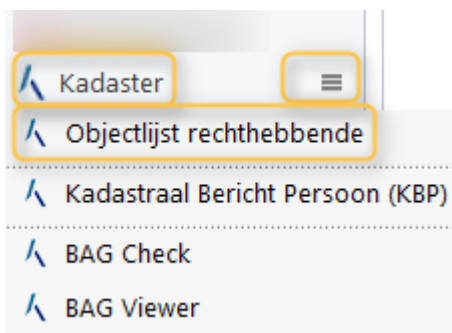 Kadaster
Objectlijst rechthebbende
Kadastraal Bericht Persoon (KBP)
BAG Check
BAG Viewer